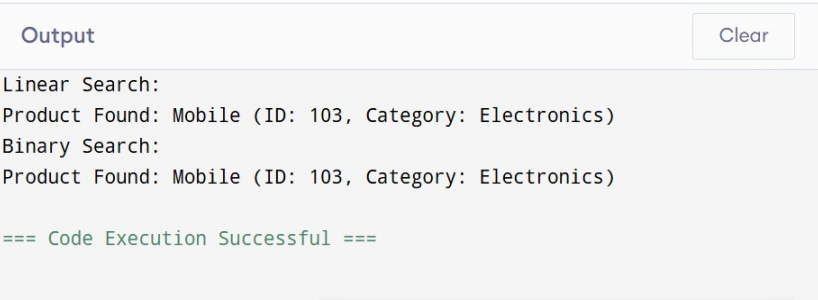 Output
Clear
Linear Search:
Product Found: Mobile (ID: 103, Category: Electronics)
Binary Search:
Product Found: Mobile (ID: 103, Category: Electronics)
=== Code Execution Successful ===